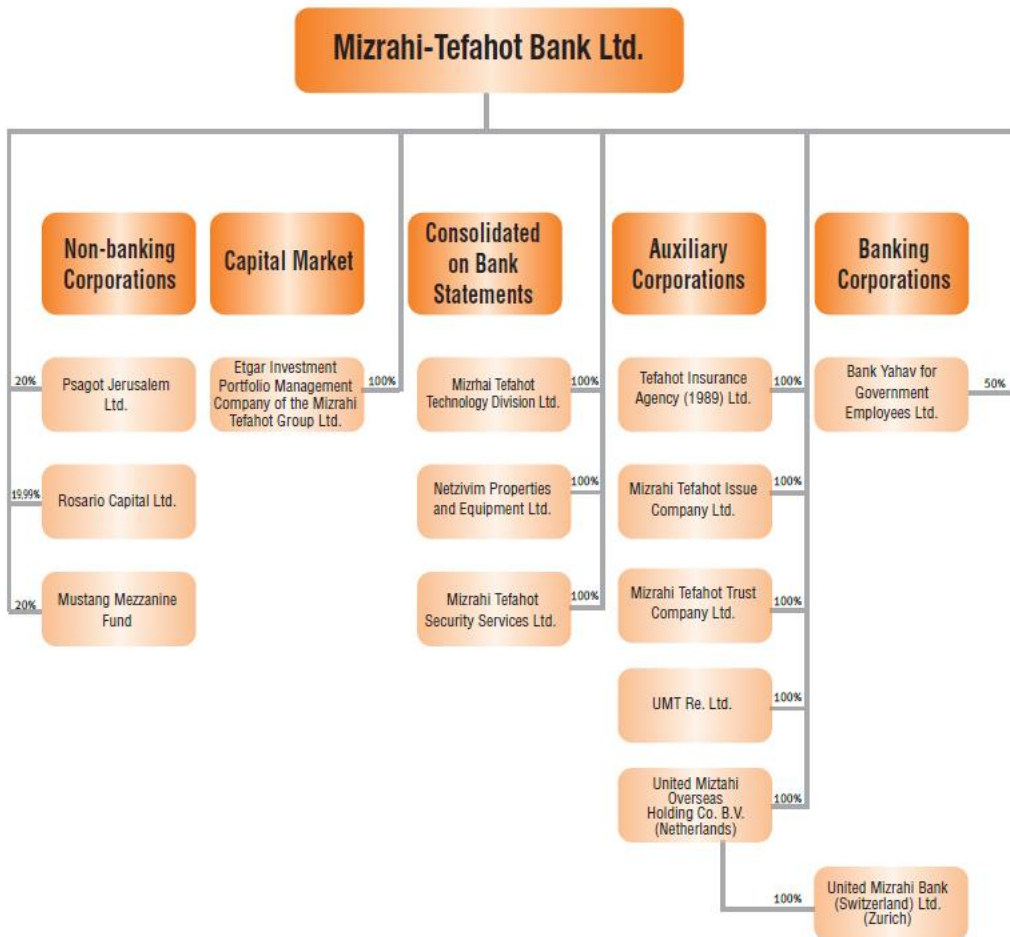 Mizrahi-Tefahot Bank Ltd.
Non-banking
Corporations
Capital Market
Consolidated
on Bank
Statements
Auxiliary
Corporations
Banking
Corporations
20%
Psagot Jerusalem
Ltd.
Etgar Investment
Portfolio Management
Company of the Mizrahi
Tefahot Group Ltd.
100%
Mizrhai Tefahot
Technology Division Ltd.
100%
Tefahot Insurance
Agency (1989) Ltd.
100%
Bank Yahav for
Government
Employees Ltd.
50%
19.99%
Rosario Capital Ltd.
Netzivim Properties
and Equipment Ltd.
100%
Mizrahi Tefahot Issue
Company Ltd.
100%
20%
Mustang Mezzanine
Fund
Mizrahi Tefahot
Security Services Ltd.
100%
Mizrahi Tefahot Trust
Company Ltd.
100%
UMT Re. Ltd.
100%
United Miztahi
Overseas
Holding Co. B.V.
(Netherlands)
100%
100%
United Mizrahi Bank
(Switzerland) Ltd.
(Zurich)